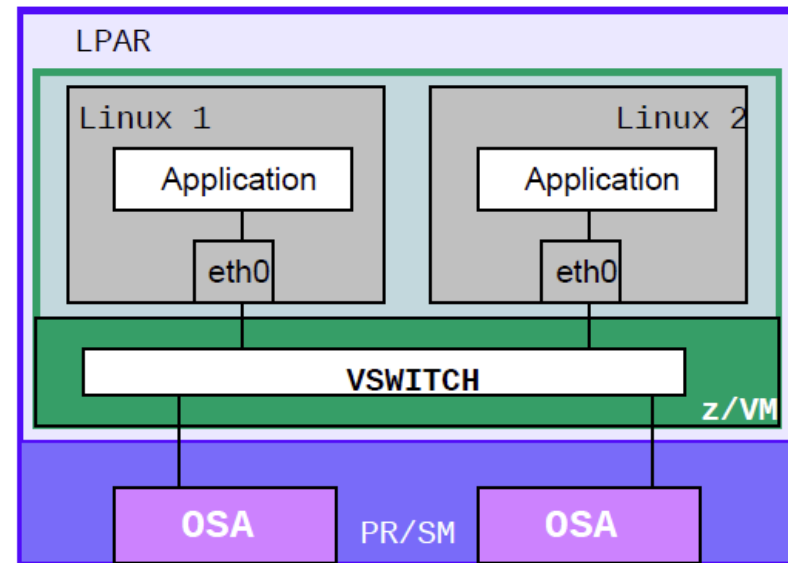 LPAR
Linux 1
Linux 2
Application
Application
eth0
eth0
VSWITCH
z/VM
OSA
PR/SM
OSA